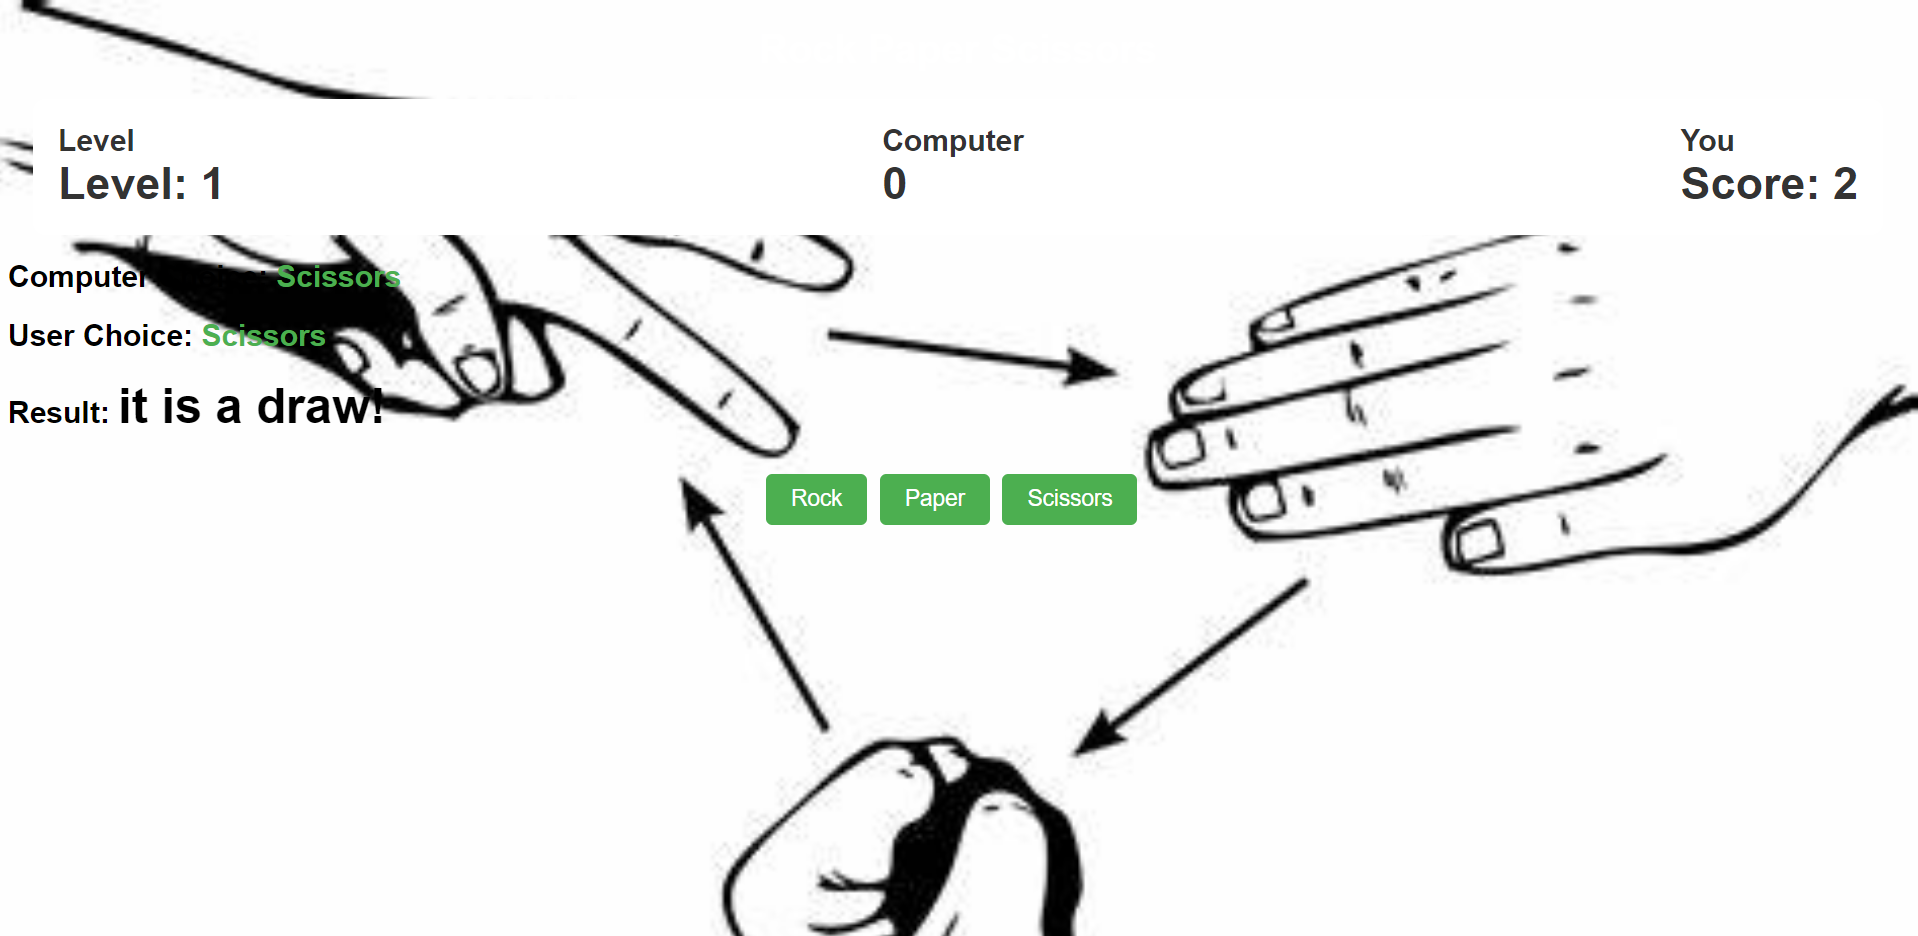 Level
Level: 1
Computer
0
You
Score: 2
Computer Choice: Scissors
User Choice: Scissors
Result: it is a draw!
Rock
Paper
Scissors